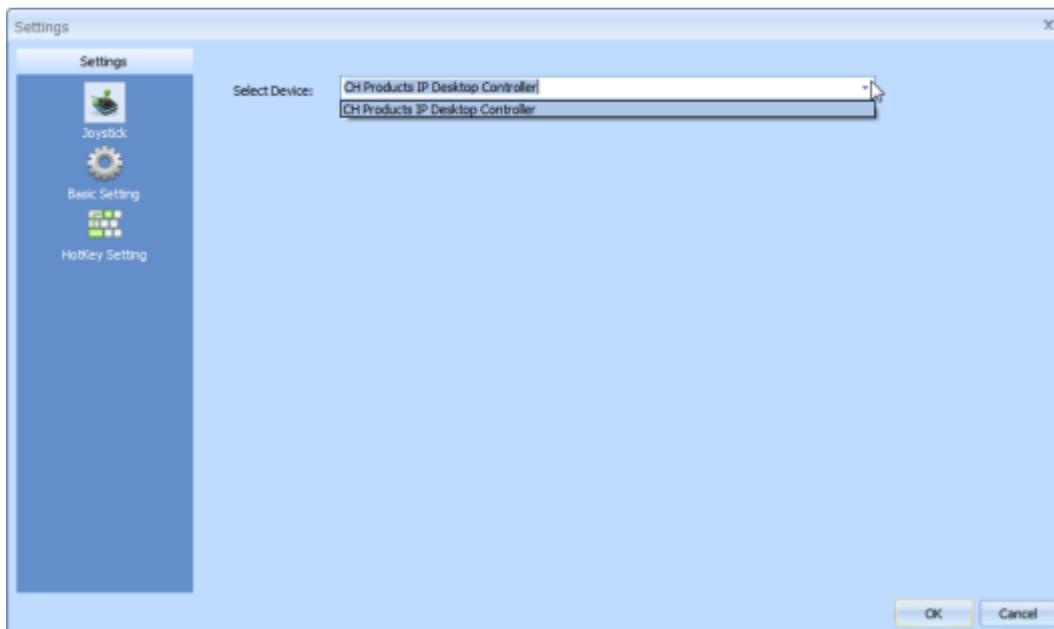 Settings
Settings
Joystick
Basic Setting
HotKey Setting
Select Device:
CH Products IP Desktop Controller
CH Products IP Desktop Controller
OK
Cancel